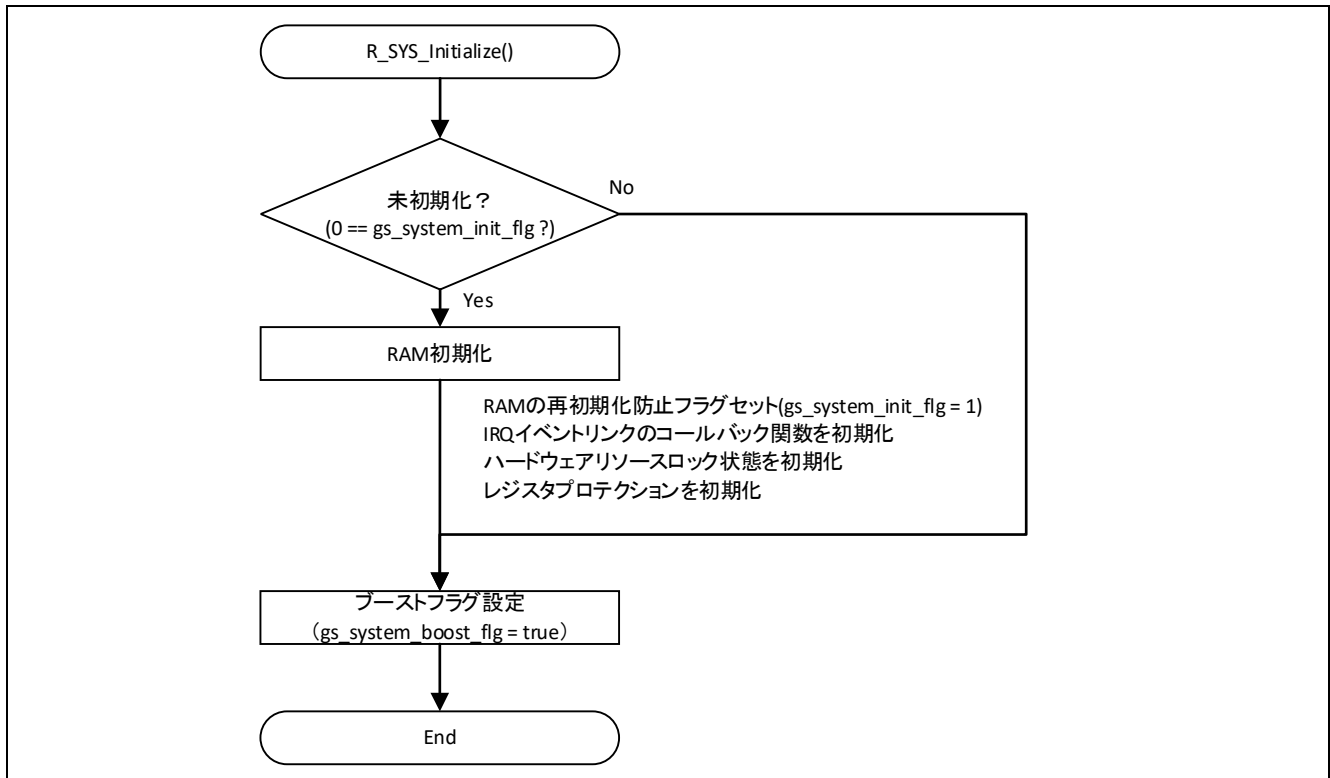 R_SYS_Initialize()
未初期化？
(0 == gs_system_init_flg ?)
No
Yes
RAM初期化
RAMの再初期化防止フラグセット(gs_system_init_flg = 1)
IRQイベントリンクのコールバック関数を初期化
ハードウェアリソースロック状態を初期化
レジスタプロテクションを初期化
ブーストフラグ設定
（gs_system_boost_flg = true）
End